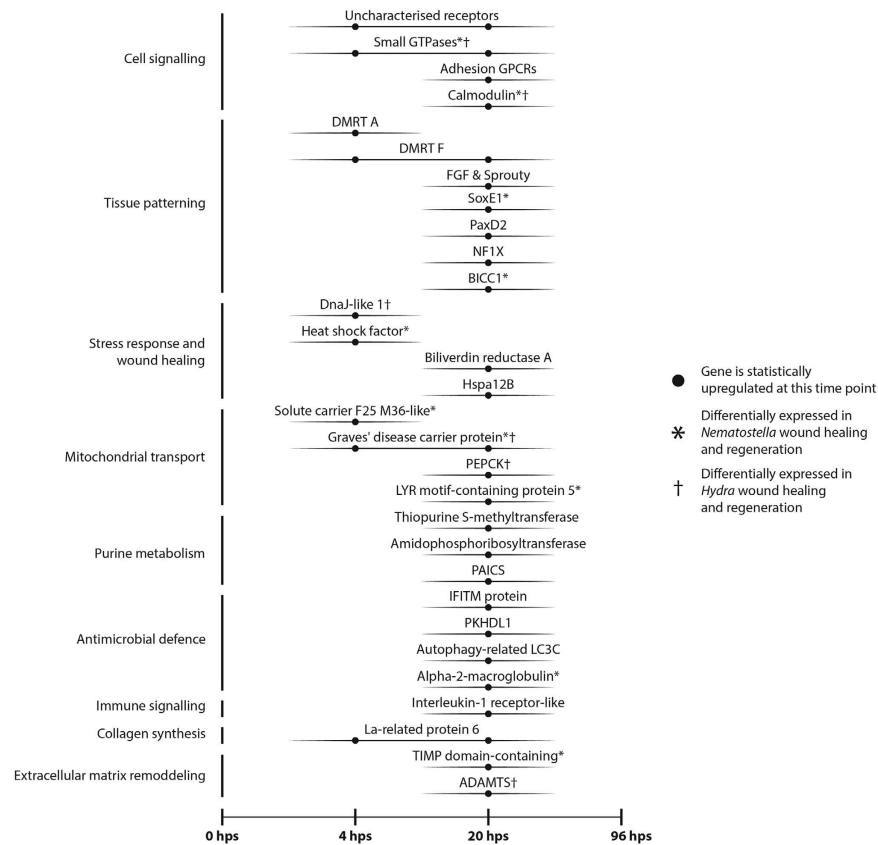 Cell signalling
Uncharacterised receptors
Small GTPases*†
Adhesion GPCRs
Calmodulin*†
Tissue patterning
DMRT A
DMRT F
FGF & Sprouty
SoxE1*
PaxD2
NF1X
BICC1*
Stress response and
wound healing
DnaJ-like 1†
Heat shock factor*
Biliverdin reductase A
Hspa12B
Mitochondrial transport
Solute carrier F25 M36-like*
Graves' disease carrier protein*†
PEPCK†
LYR motif-containing protein 5*
Purine metabolism
Thiopurine S-methyltransferase
Amidophosphoribosyltransferase
PAICS
Antimicrobial defence
IFITM protein
PKHDL1
Autophagy-related LC3C
Alpha-2-macroglobulin*
Immune signalling
Interleukin-1 receptor-like
Collagen synthesis
La-related protein 6
Extracellular matrix remoddeling
TIMP domain-containing*
ADAMTS†
0 hps 4 hps 20 hps 96 hps
Gene is statistically
upregulated at this time point
* Differentially expressed in
Nematostella wound healing
and regeneration
† Differentially expressed in
Hydra wound healing
and regeneration